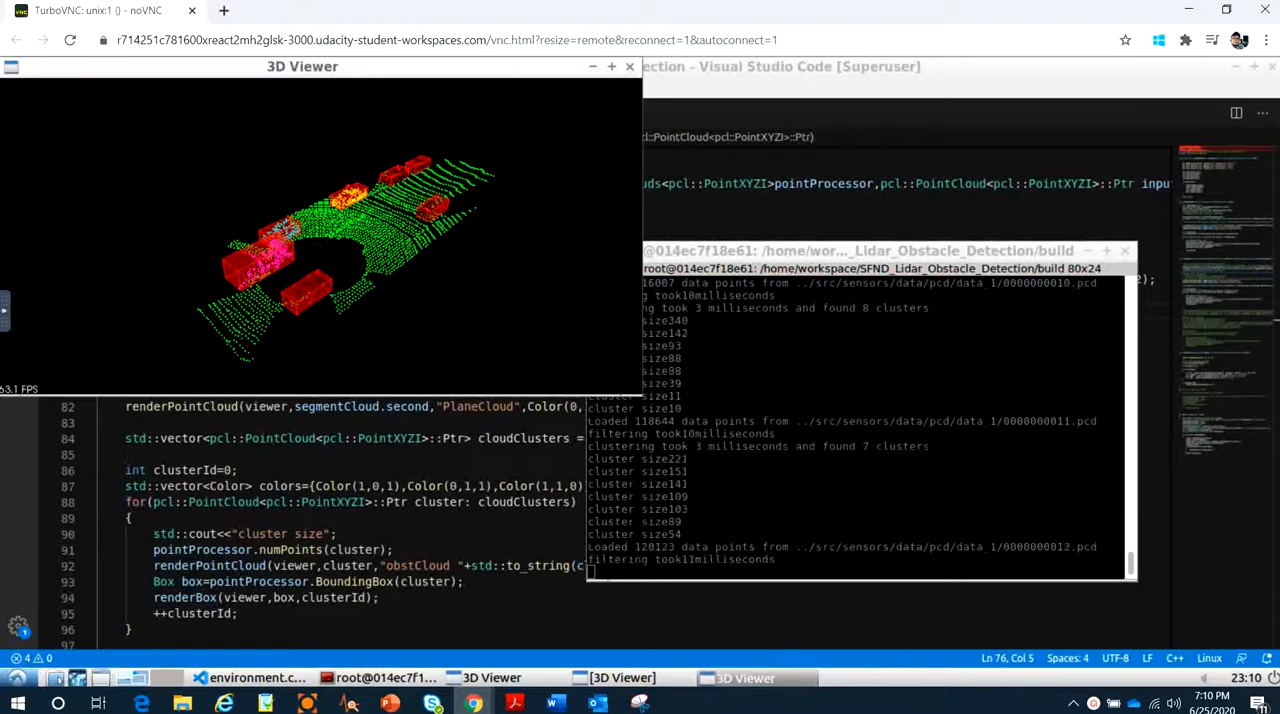 TurboVNC: unix:1 () - noVNC
r714251c781600xreact2mh2glsk-3000.udacity-student-workspaces.com/vnc.html?resize=remote&reconnect=1&autoconnect=1
3D Viewer
ection - Visual Studio Code [Superuser]
cl::PointCloud<pcl::PointXYZI>::Ptr)
uds<pcl::PointXYZI>pointProcessor,pcl::PointCloud<pcl::PointXYZI>::Ptr input
@014ec7f18e61: /home/wor..._Lidar_Obstacle_Detection/build
root@014ec7f18e61: /home/workspace/SFND_Lidar_Obstacle_Detection/build 80x24
2);
16007 data points from ../src/sensors/data/pcd/data_1/0000000010.pcd
ng took10milliseconds
ng took 3 milliseconds and found 8 clusters
size340
size142
size93
size88
size88
size39
cluster size11
cluster size10
Loaded 118644 data points from ../src/sensors/data/pcd/data_1/0000000011.pcd
filtering took10milliseconds
clustering took 3 milliseconds and found 7 clusters
cluster size221
cluster size151
cluster size141
cluster size109
cluster size103
cluster size89
cluster size54
Loaded 120123 data points from ../src/sensors/data/pcd/data_1/0000000012.pcd
filtering took11milliseconds
63.1 FPS
82 renderPointCloud(viewer,segmentCloud.second,"PlaneCloud",Color(0,
83
84 std::vector<pcl::PointCloud<pcl::PointXYZI>::Ptr> cloudClusters =
85
86 int clusterId=0;
87 std::vector<Color> colors={Color(1,0,1),Color(0,1,1),Color(1,1,0)
88 for(pcl::PointCloud<pcl::PointXYZI>::Ptr cluster: cloudClusters)
89 {
90 std::cout<<"cluster size";
91 pointProcessor.numPoints(cluster);
92 renderPointCloud(viewer,cluster,"obstCloud "+std::to_string(c
93 Box box=pointProcessor.BoundingBox(cluster);
94 renderBox(viewer,box,clusterId);
95 ++clusterId;
96 }
97
4 0
Ln 76, Col 5 Spaces: 4 UTF-8 LF C++ Linux
environment.c... root@014ec7f1... 3D Viewer [3D Viewer] 3D Viewer 23:10
7:10 PM
6/25/2020